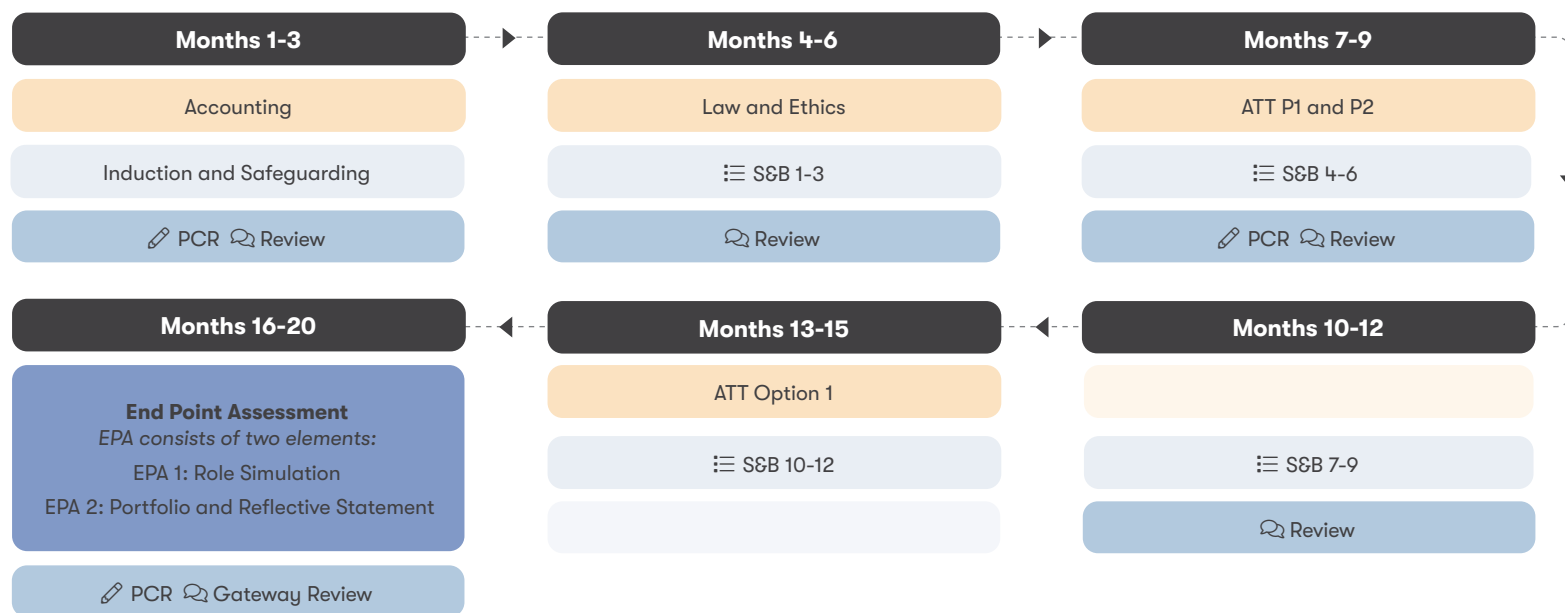 Months 1-3
Accounting
Induction and Safeguarding
PCR Review
Months 4-6
Law and Ethics
S&B 1-3
Review
Months 7-9
ATT P1 and P2
S&B 4-6
PCR Review
Months 10-12
S&B 7-9
Review
Months 13-15
ATT Option 1
S&B 10-12
Months 16-20
End Point Assessment
EPA consists of two elements:
EPA 1: Role Simulation
EPA 2: Portfolio and Reflective Statement
PCR Gateway Review